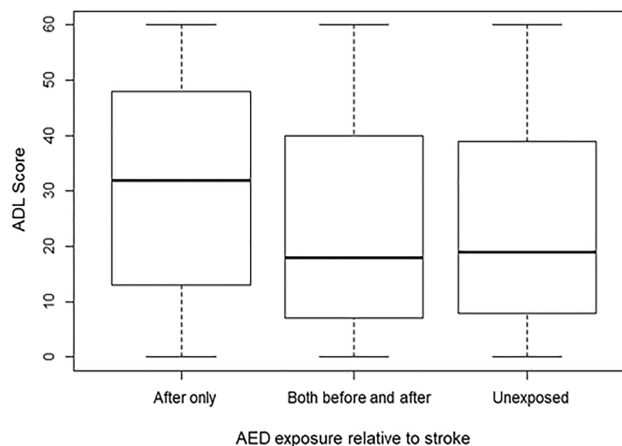 60
50
40
30
20
10
0
ADL Score
After only Both before and after Unexposed
AED exposure relative to stroke